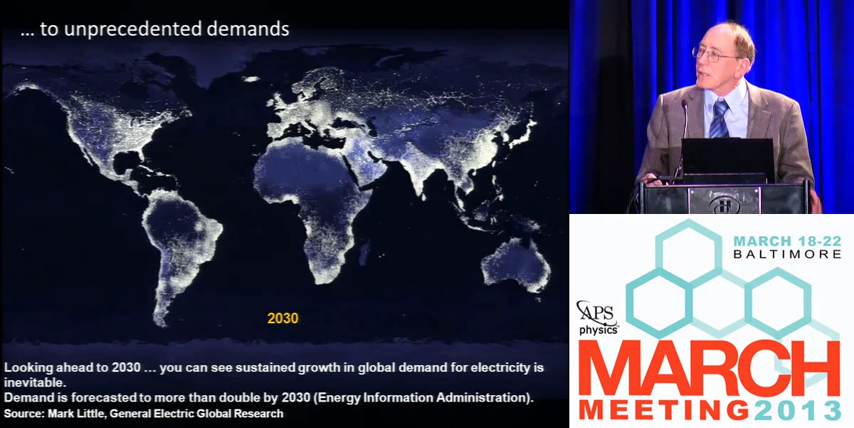 ... to unprecedented demands
2030
Looking ahead to 2030 ... you can see sustained growth in global demand for electricity is
inevitable.
Demand is forecasted to more than double by 2030 (Energy Information Administration).
Source: Mark Little, General Electric Global Research
MARCH 18-22
BALTIMORE
APS
physics
MARCH
MEETING2013